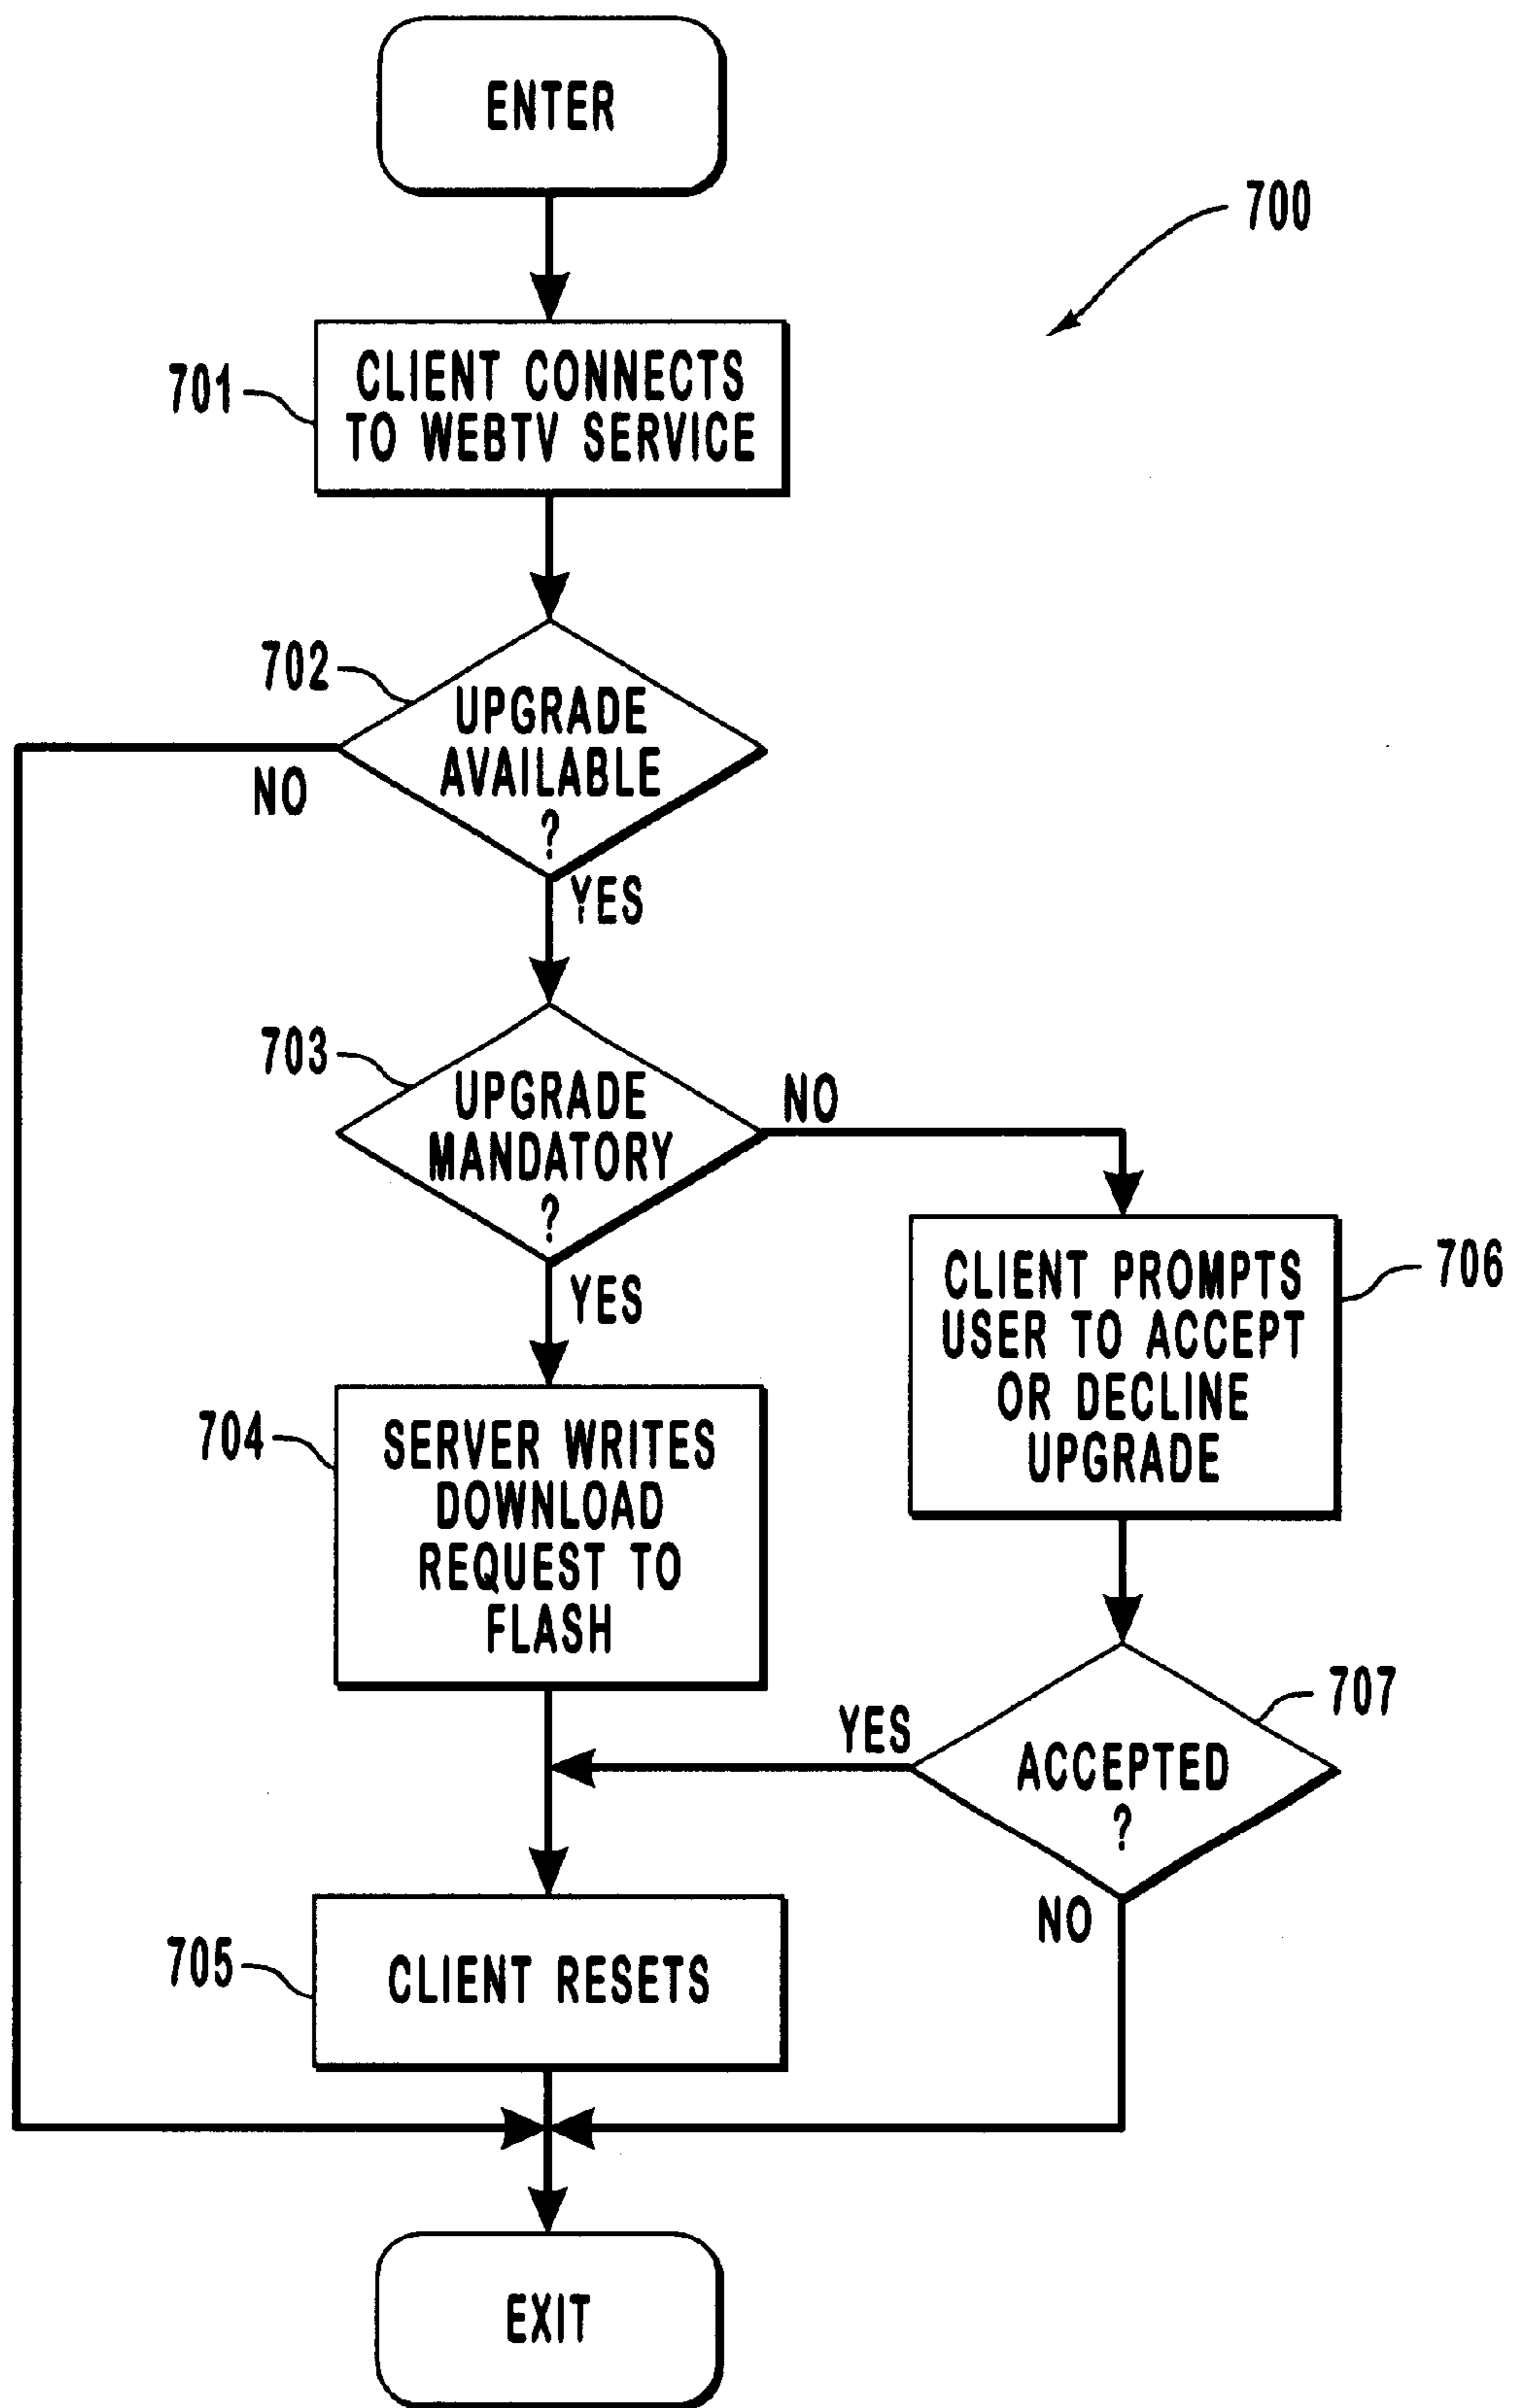 ENTER
700
701
CLIENT CONNECTS
TO WEBTV SERVICE
702
UPGRADE
AVAILABLE
?
NO
YES
703
UPGRADE
MANDATORY
?
NO
YES
706
CLIENT PROMPTS
USER TO ACCEPT
OR DECLINE
UPGRADE
704
SERVER WRITES
DOWNLOAD
REQUEST TO
FLASH
707
YES
ACCEPTED
?
NO
705
CLIENT RESETS
EXIT